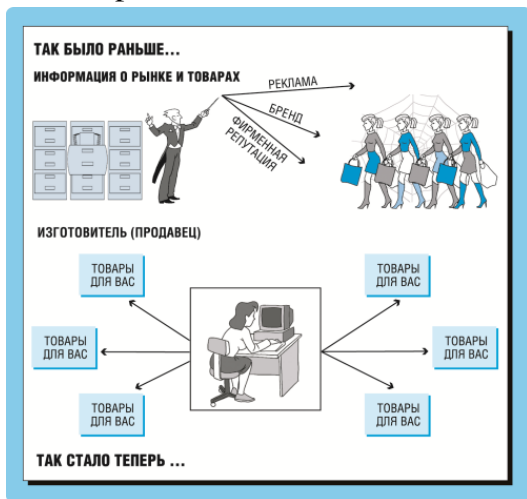 ТАК БЫЛО РАНЬШЕ...
ИНФОРМАЦИЯ О РЫНКЕ И ТОВАРАХ
РЕКЛАМА
БРЕНД
ФИРМЕННАЯ
РЕПУТАЦИЯ
ИЗГОТОВИТЕЛЬ (ПРОДАВЕЦ)
ТОВАРЫ
ДЛЯ ВАС
ТОВАРЫ
ДЛЯ ВАС
ТОВАРЫ
ДЛЯ ВАС
ТОВАРЫ
ДЛЯ ВАС
ТОВАРЫ
ДЛЯ ВАС
ТОВАРЫ
ДЛЯ ВАС
ТАК СТАЛО ТЕПЕРЬ ...